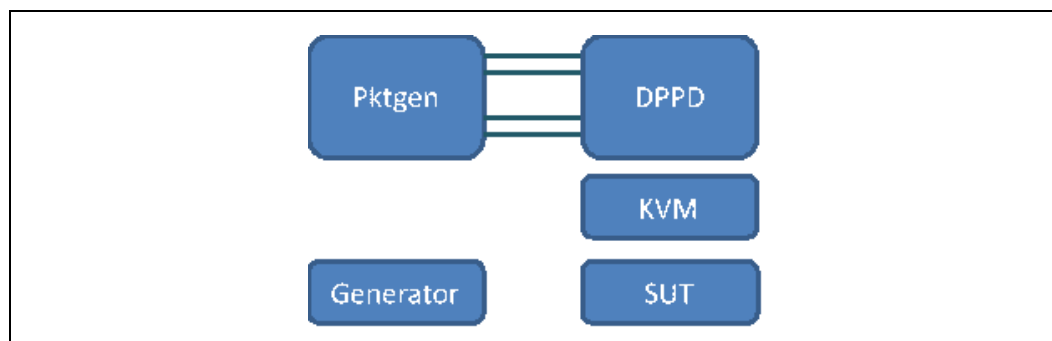 Pktgen
DPPD
KVM
Generator
SUT